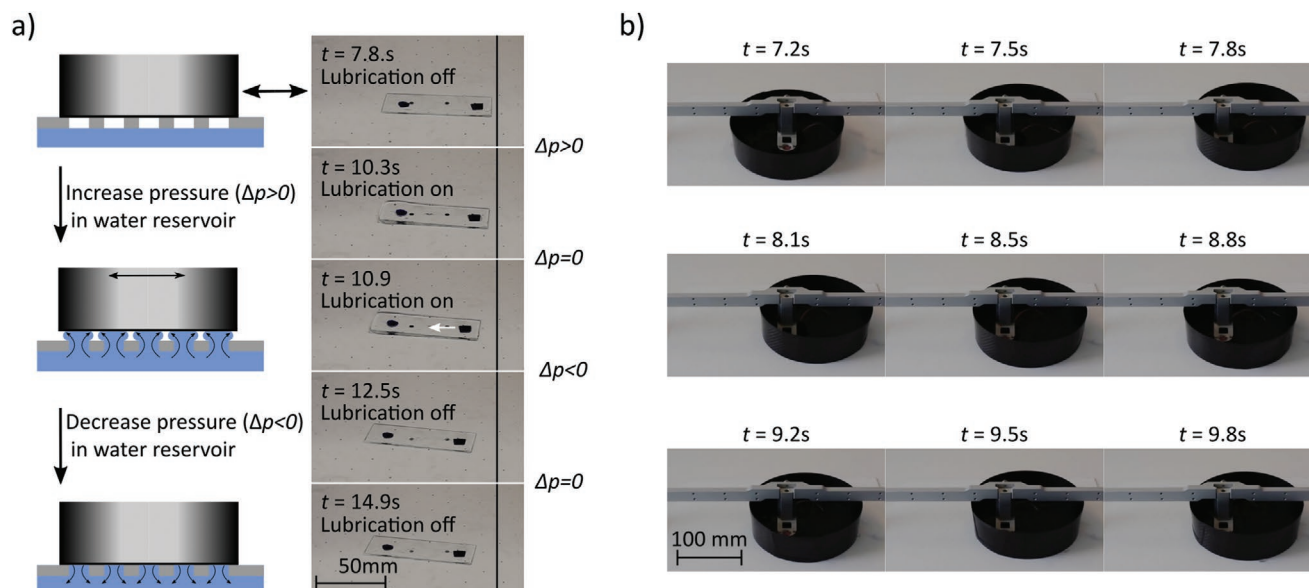 a)
t = 7.8.s
Lubrication off
Δp>0
Increase pressure (Δp>0)
in water reservoir
t = 10.3s
Lubrication on
Δp=0
t = 10.9
Lubrication on
Δp<0
Decrease pressure (Δp<0)
in water reservoir
t = 12.5s
Lubrication off
Δp=0
t = 14.9s
Lubrication off
50mm
b)
t = 7.2s
t = 7.5s
t = 7.8s
t = 8.1s
t = 8.5s
t = 8.8s
t = 9.2s
t = 9.5s
t = 9.8s
100 mm